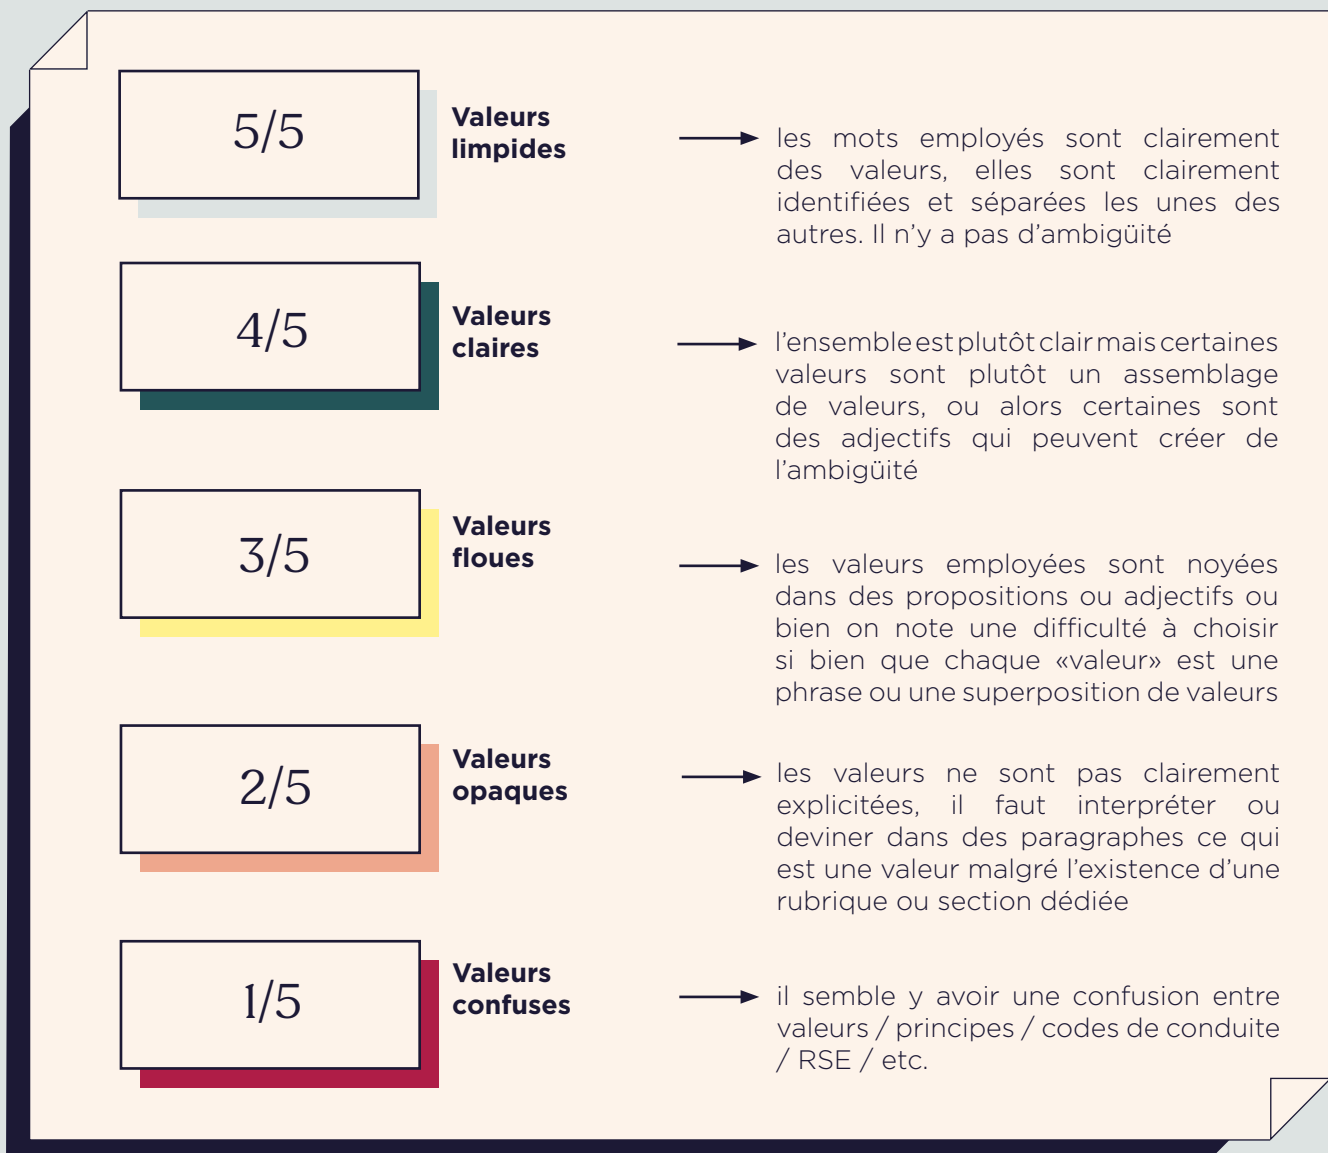 5/5
Valeurs
limpides
les mots employés sont clairement
des valeurs, elles sont clairement
identifiées et séparées les unes des
autres. Il n’y a pas d’ambigüité
4/5
Valeurs
claires
l’ensemble est plutôt clair mais certaines
valeurs sont plutôt un assemblage
de valeurs, ou alors certaines sont
des adjectifs qui peuvent créer de
l’ambigüité
3/5
Valeurs
floues
les valeurs employées sont noyées
dans des propositions ou adjectifs ou
bien on note une difficulté à choisir
si bien que chaque «valeur» est une
phrase ou une superposition de valeurs
2/5
Valeurs
opaques
les valeurs ne sont pas clairement
explicitées, il faut interpréter ou
deviner dans des paragraphes ce qui
est une valeur malgré l’existence d’une
rubrique ou section dédiée
1/5
Valeurs
confuses
il semble y avoir une confusion entre
valeurs / principes / codes de conduite
/ RSE / etc.